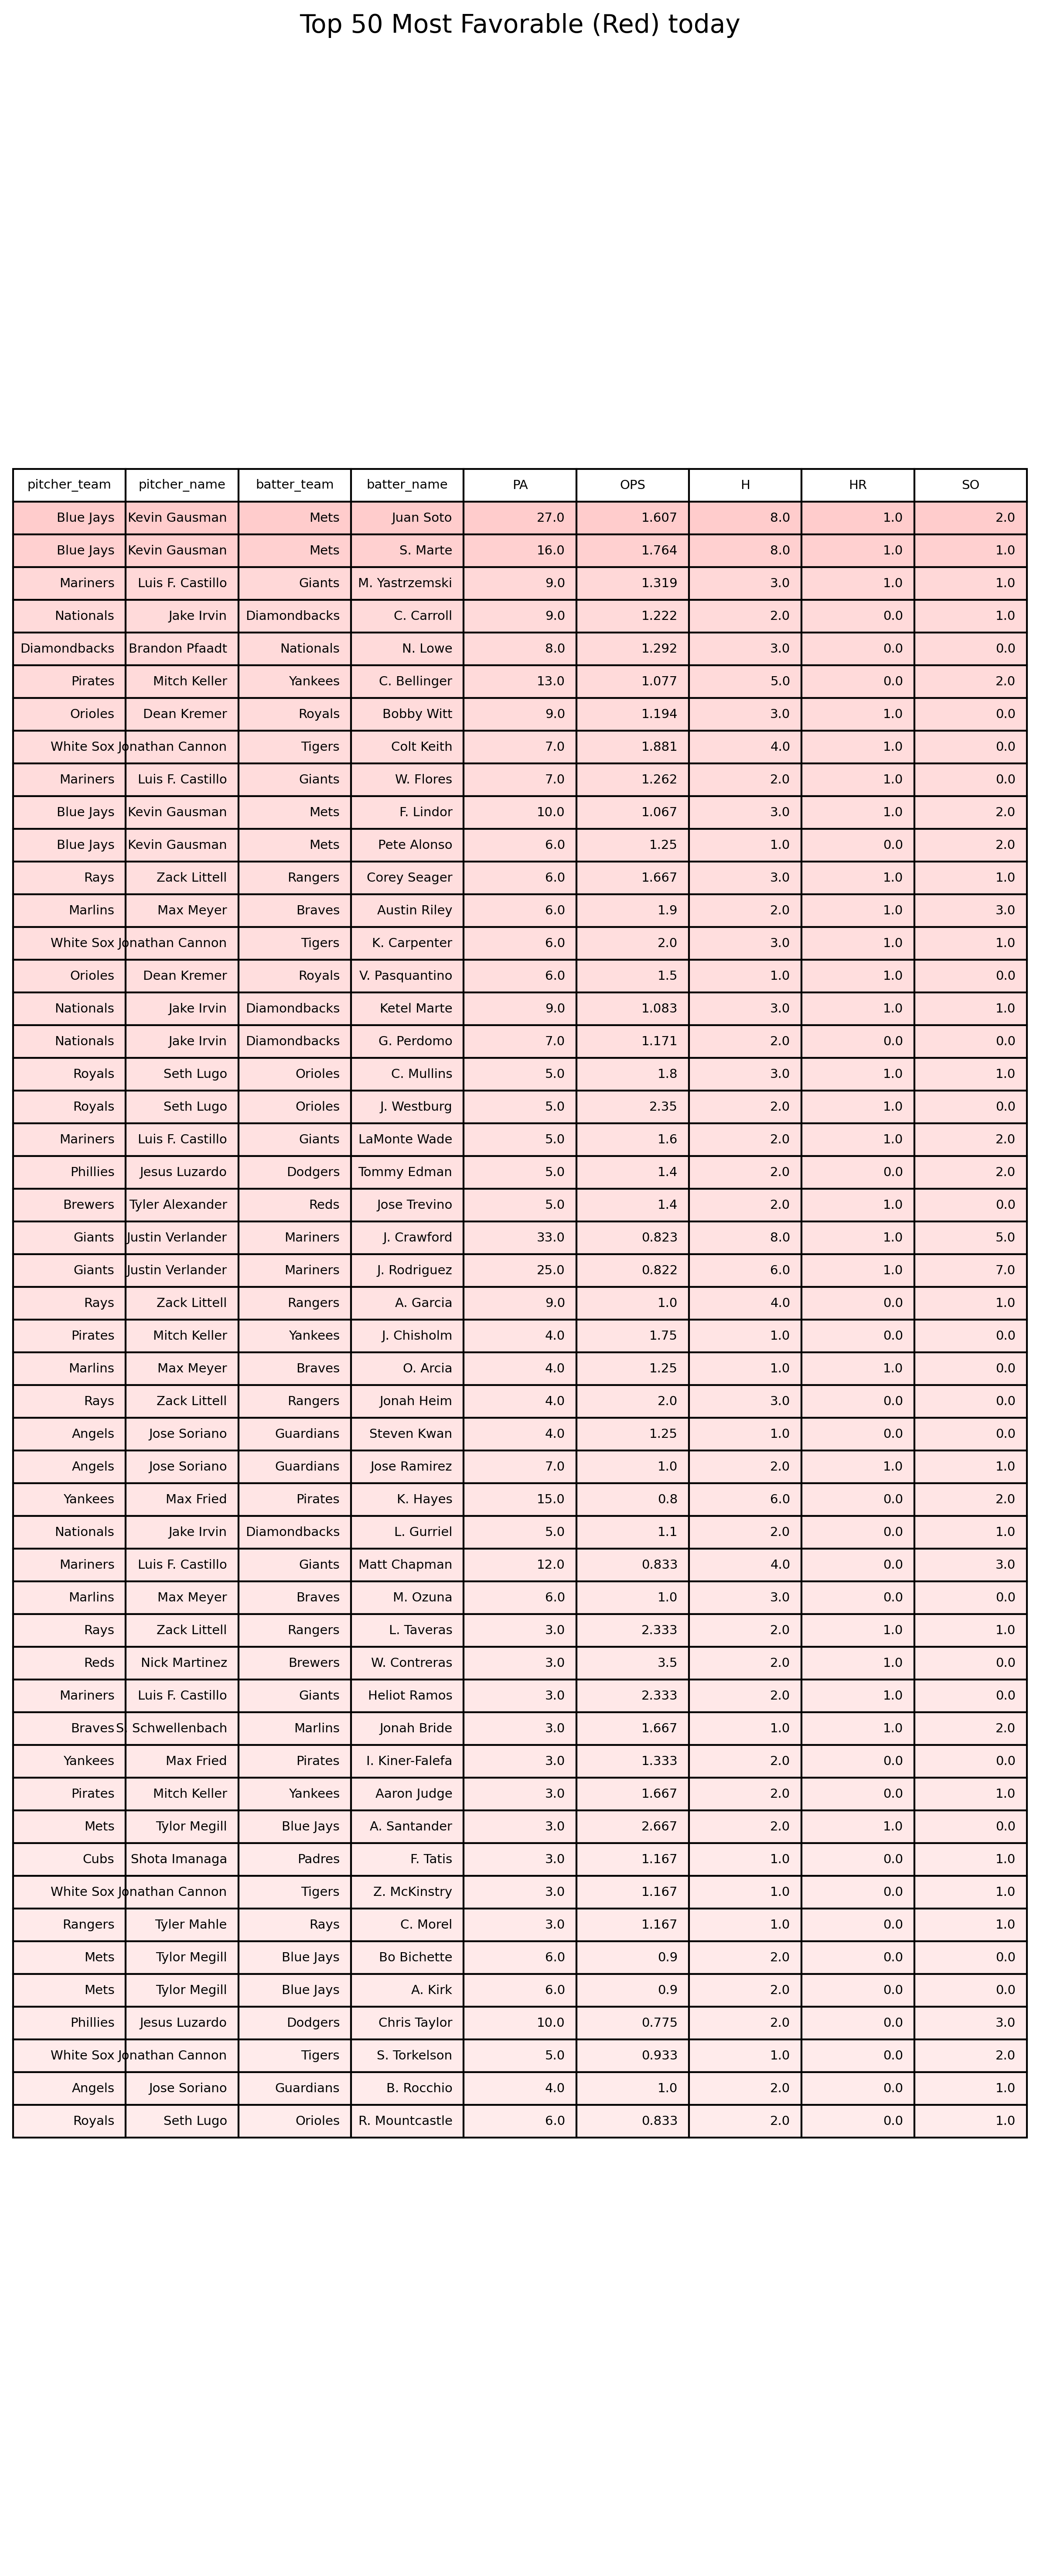 Top 50 Most Favorable (Red) today
pitcher_team pitcher_name batter_team batter_name PA OPS H HR SO
Blue Jays Kevin Gausman Mets Juan Soto 27.0 1.607 8.0 1.0 2.0
Blue Jays Kevin Gausman Mets S. Marte 16.0 1.764 8.0 1.0 1.0
Mariners Luis F. Castillo Giants M. Yastrzemski 9.0 1.319 3.0 1.0 1.0
Nationals Jake Irvin Diamondbacks C. Carroll 9.0 1.222 2.0 0.0 1.0
Diamondbacks Brandon Pfaadt Nationals N. Lowe 8.0 1.292 3.0 0.0 0.0
Pirates Mitch Keller Yankees C. Bellinger 13.0 1.077 5.0 0.0 2.0
Orioles Dean Kremer Royals Bobby Witt 9.0 1.194 3.0 1.0 0.0
White Sox Jonathan Cannon Tigers Colt Keith 7.0 1.881 4.0 1.0 0.0
Mariners Luis F. Castillo Giants W. Flores 7.0 1.262 2.0 1.0 0.0
Blue Jays Kevin Gausman Mets F. Lindor 10.0 1.067 3.0 1.0 2.0
Blue Jays Kevin Gausman Mets Pete Alonso 6.0 1.25 1.0 0.0 2.0
Rays Zack Littell Rangers Corey Seager 6.0 1.667 3.0 1.0 1.0
Marlins Max Meyer Braves Austin Riley 6.0 1.9 2.0 1.0 3.0
White Sox Jonathan Cannon Tigers K. Carpenter 6.0 2.0 3.0 1.0 1.0
Orioles Dean Kremer Royals V. Pasquantino 6.0 1.5 1.0 1.0 0.0
Nationals Jake Irvin Diamondbacks Ketel Marte 9.0 1.083 3.0 1.0 1.0
Nationals Jake Irvin Diamondbacks G. Perdomo 7.0 1.171 2.0 0.0 0.0
Royals Seth Lugo Orioles C. Mullins 5.0 1.8 3.0 1.0 1.0
Royals Seth Lugo Orioles J. Westburg 5.0 2.35 2.0 1.0 0.0
Mariners Luis F. Castillo Giants LaMonte Wade 5.0 1.6 2.0 1.0 2.0
Phillies Jesus Luzardo Dodgers Tommy Edman 5.0 1.4 2.0 0.0 2.0
Brewers Tyler Alexander Reds Jose Trevino 5.0 1.4 2.0 1.0 0.0
Giants Justin Verlander Mariners J. Crawford 33.0 0.823 8.0 1.0 5.0
Giants Justin Verlander Mariners J. Rodriguez 25.0 0.822 6.0 1.0 7.0
Rays Zack Littell Rangers A. Garcia 9.0 1.0 4.0 0.0 1.0
Pirates Mitch Keller Yankees J. Chisholm 4.0 1.75 1.0 0.0 0.0
Marlins Max Meyer Braves O. Arcia 4.0 1.25 1.0 1.0 0.0
Rays Zack Littell Rangers Jonah Heim 4.0 2.0 3.0 0.0 0.0
Angels Jose Soriano Guardians Steven Kwan 4.0 1.25 1.0 0.0 0.0
Angels Jose Soriano Guardians Jose Ramirez 7.0 1.0 2.0 1.0 1.0
Yankees Max Fried Pirates K. Hayes 15.0 0.8 6.0 0.0 2.0
Nationals Jake Irvin Diamondbacks L. Gurriel 5.0 1.1 2.0 0.0 1.0
Mariners Luis F. Castillo Giants Matt Chapman 12.0 0.833 4.0 0.0 3.0
Marlins Max Meyer Braves M. Ozuna 6.0 1.0 3.0 0.0 0.0
Rays Zack Littell Rangers L. Taveras 3.0 2.333 2.0 1.0 1.0
Reds Nick Martinez Brewers W. Contreras 3.0 3.5 2.0 1.0 0.0
Mariners Luis F. Castillo Giants Heliot Ramos 3.0 2.333 2.0 1.0 0.0
Braves S. Schwellenbach Marlins Jonah Bride 3.0 1.667 1.0 1.0 2.0
Yankees Max Fried Pirates I. Kiner-Falefa 3.0 1.333 2.0 0.0 0.0
Pirates Mitch Keller Yankees Aaron Judge 3.0 1.667 2.0 0.0 1.0
Mets Tylor Megill Blue Jays A. Santander 3.0 2.667 2.0 1.0 0.0
Cubs Shota Imanaga Padres F. Tatis 3.0 1.167 1.0 0.0 1.0
White Sox Jonathan Cannon Tigers Z. McKinstry 3.0 1.167 1.0 0.0 1.0
Rangers Tyler Mahle Rays C. Morel 3.0 1.167 1.0 0.0 1.0
Mets Tylor Megill Blue Jays Bo Bichette 6.0 0.9 2.0 0.0 0.0
Mets Tylor Megill Blue Jays A. Kirk 6.0 0.9 2.0 0.0 0.0
Phillies Jesus Luzardo Dodgers Chris Taylor 10.0 0.775 2.0 0.0 3.0
White Sox Jonathan Cannon Tigers S. Torkelson 5.0 0.933 1.0 0.0 2.0
Angels Jose Soriano Guardians B. Rocchio 4.0 1.0 2.0 0.0 1.0
Royals Seth Lugo Orioles R. Mountcastle 6.0 0.833 2.0 0.0 1.0